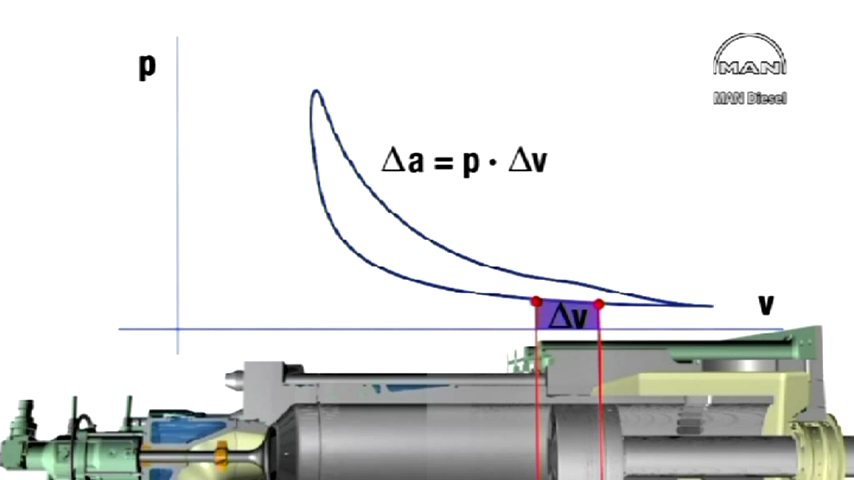 p
MAN
MAN Diesel
Δa = p · Δv
v
Δv